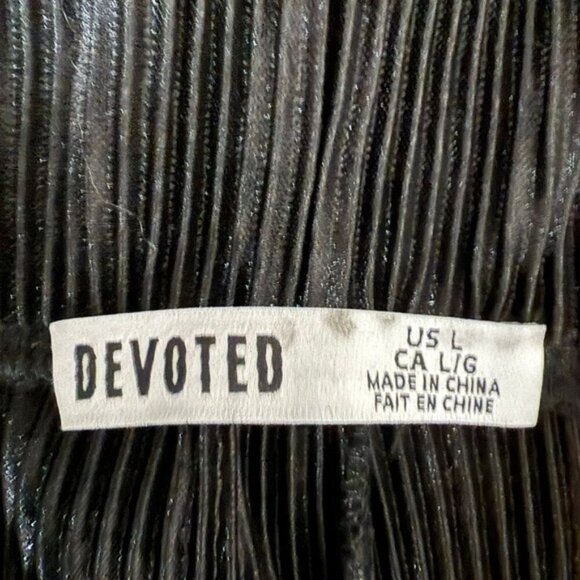 DEVOTED
US L
CA L/G
MADE IN CHINA
FAIT EN CHINE